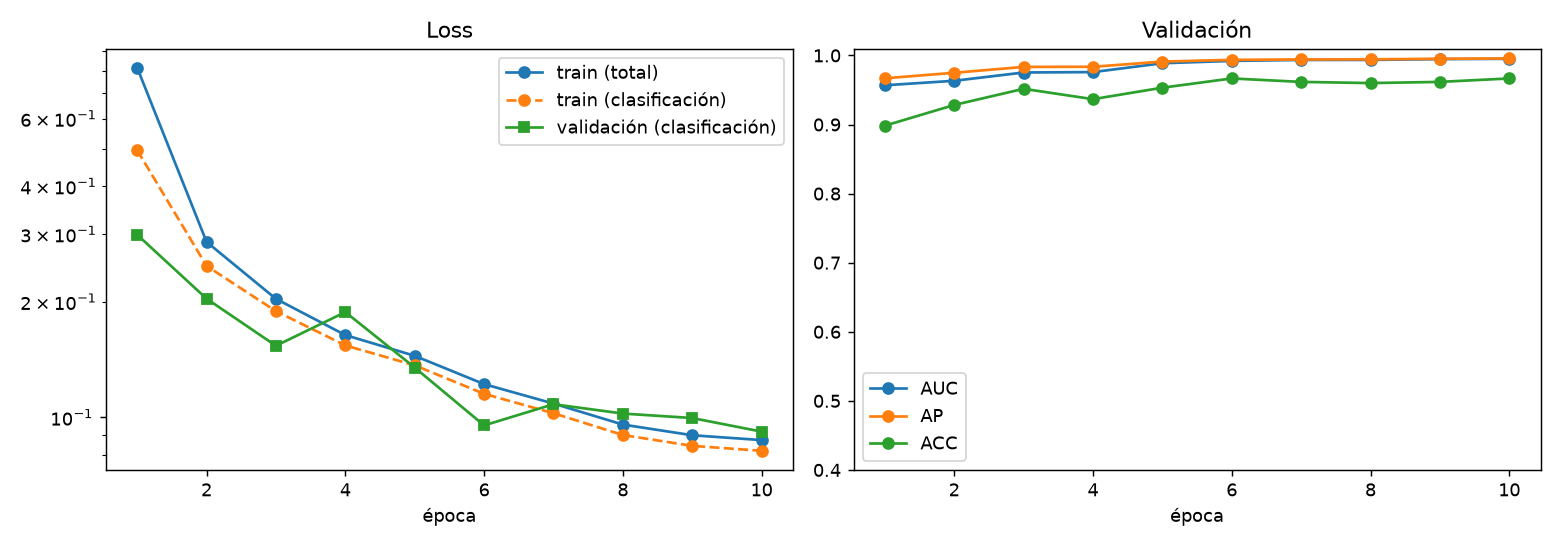 Loss
train (total)
train (clasificación)
validación (clasificación)
6 × 10⁻¹
4 × 10⁻¹
3 × 10⁻¹
2 × 10⁻¹
10⁻¹
2 4 6 8 10
época
Validación
1.0
0.9
0.8
0.7
0.6
0.5
0.4
AUC
AP
ACC
2 4 6 8 10
época